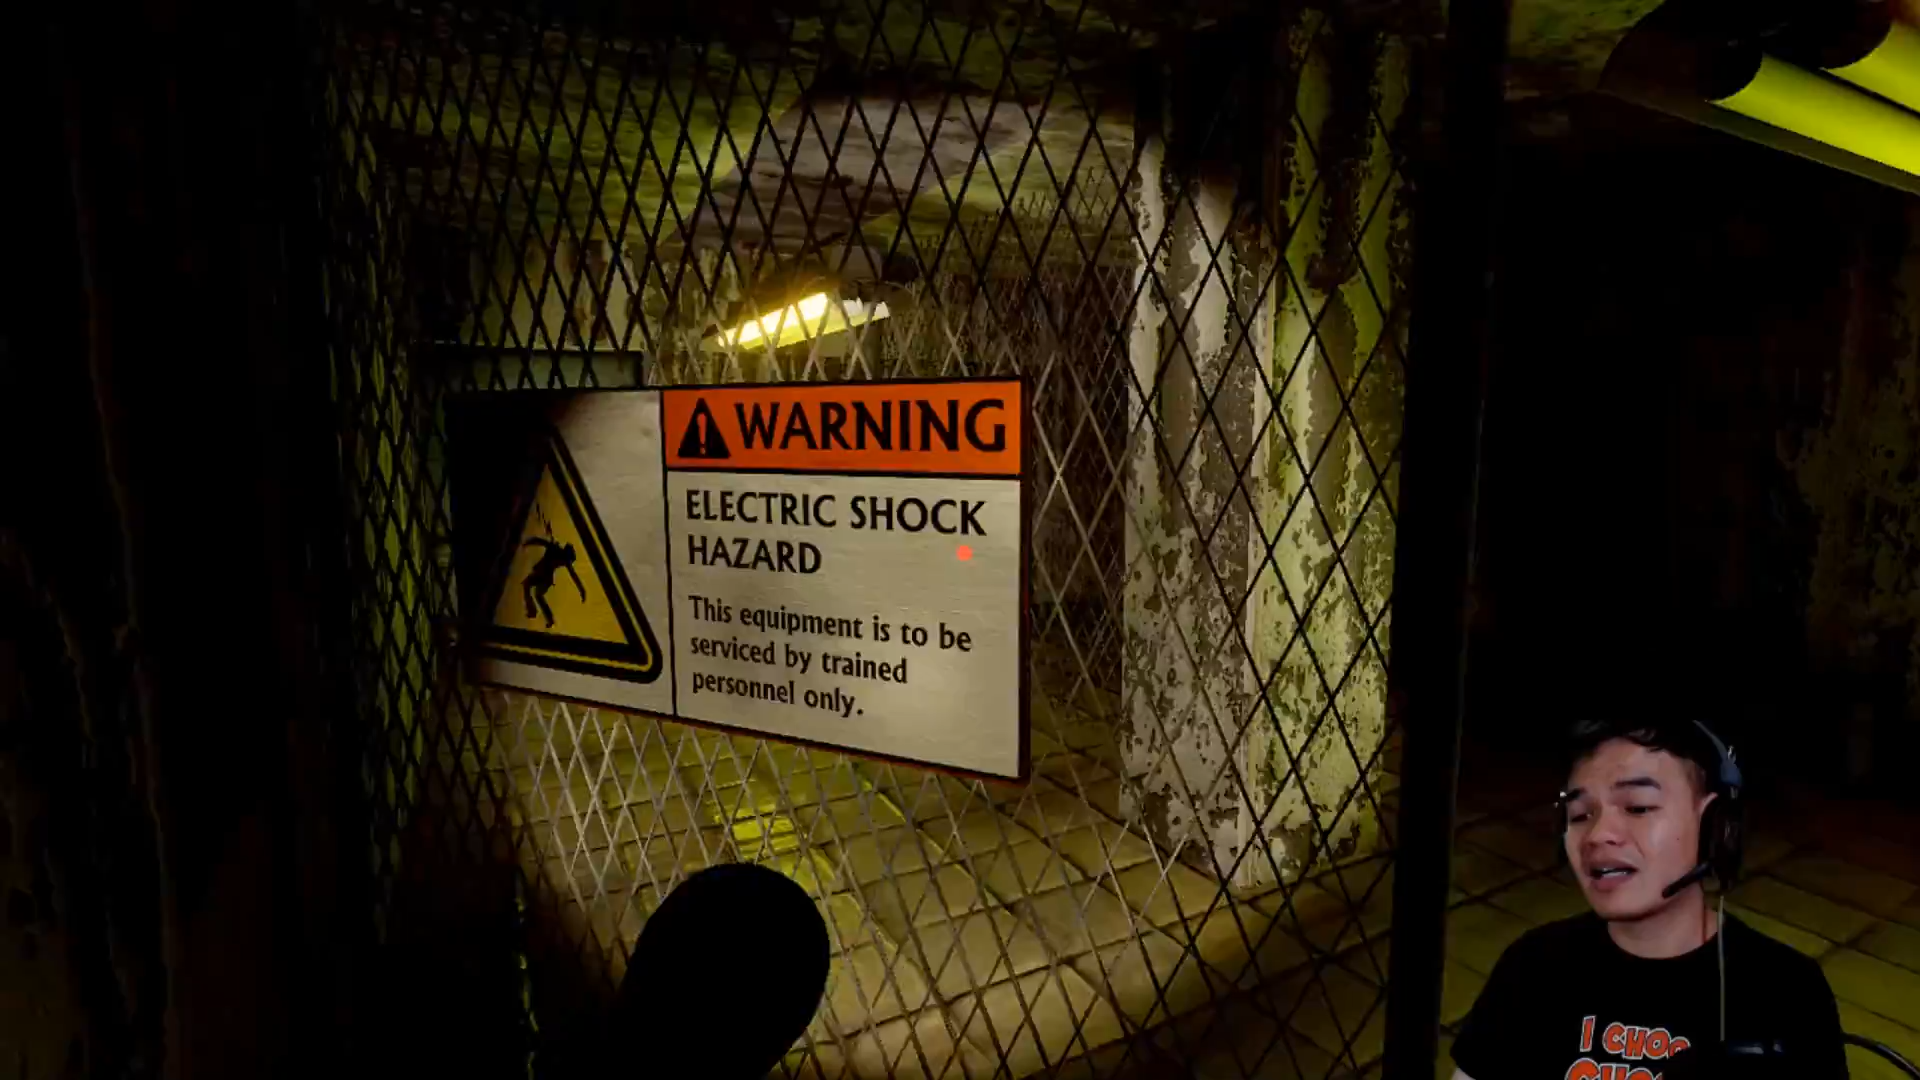 WARNING
ELECTRIC SHOCK
HAZARD
This equipment is to be
serviced by trained
personnel only.
I